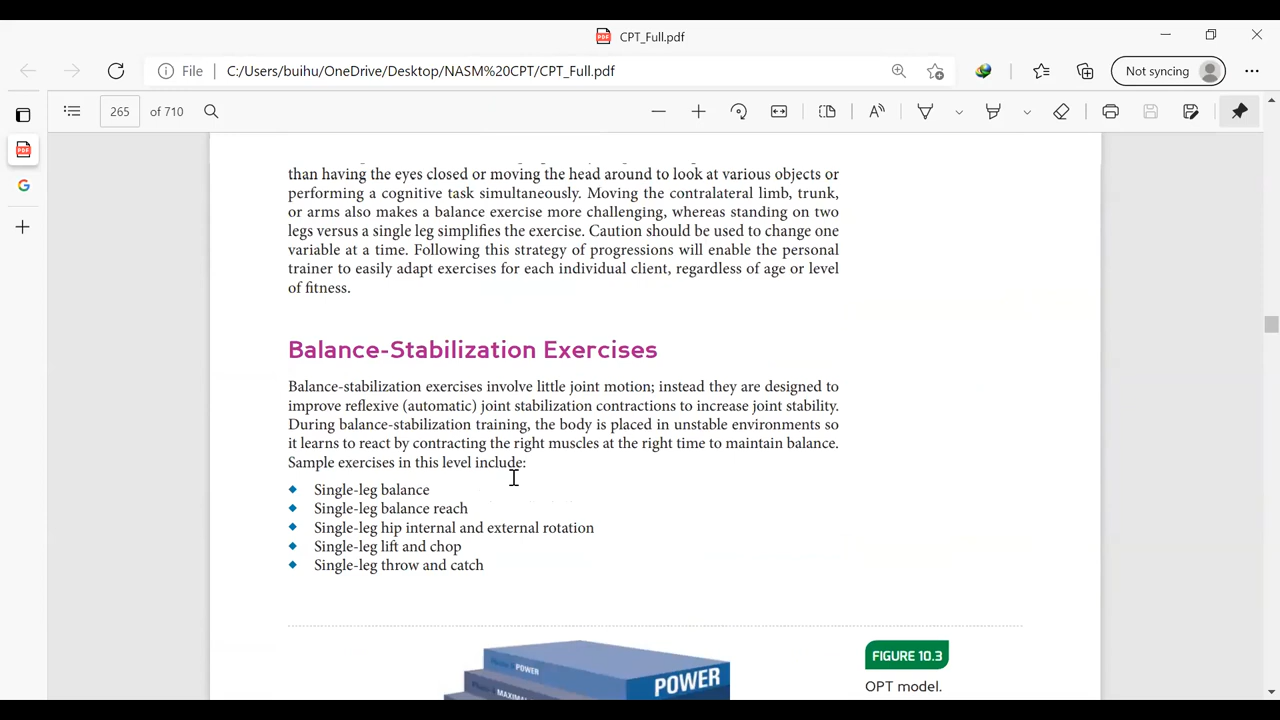 CPT_Full.pdf
File
C:/Users/buihu/OneDrive/Desktop/NASM%20CPT/CPT_Full.pdf
Not syncing
265 of 710
than having the eyes closed or moving the head around to look at various objects or
performing a cognitive task simultaneously. Moving the contralateral limb, trunk,
or arms also makes a balance exercise more challenging, whereas standing on two
legs versus a single leg simplifies the exercise. Caution should be used to change one
variable at a time. Following this strategy of progressions will enable the personal
trainer to easily adapt exercises for each individual client, regardless of age or level
of fitness.
Balance-Stabilization Exercises
Balance-stabilization exercises involve little joint motion; instead they are designed to
improve reflexive (automatic) joint stabilization contractions to increase joint stability.
During balance-stabilization training, the body is placed in unstable environments so
it learns to react by contracting the right muscles at the right time to maintain balance.
Sample exercises in this level include:
Single-leg balance
Single-leg balance reach
Single-leg hip internal and external rotation
Single-leg lift and chop
Single-leg throw and catch
POWER
POWER
FIGURE 10.3
OPT model.